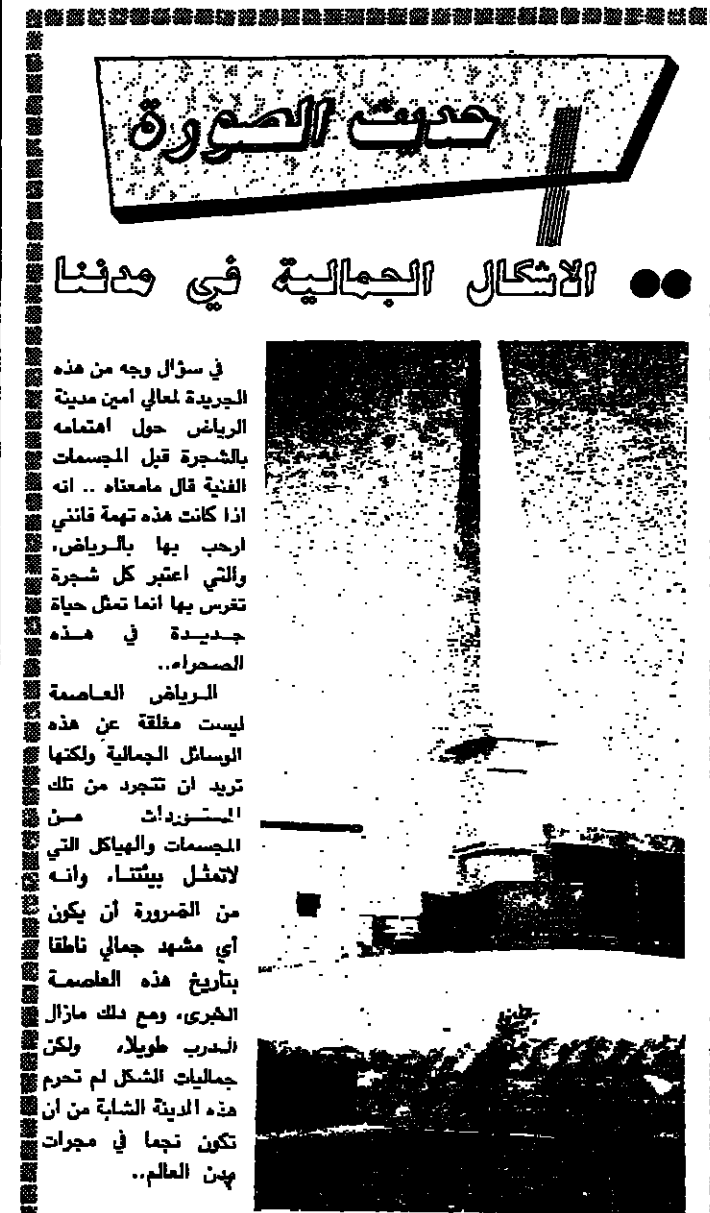 حديث الصورة
●● الاشكال الجمالية في مدننا
في سؤال وجه من هذه
الجريدة لمعالي امين مدينة
الرياض حول اهتمامه
بالشجرة قبل المجسمات
الفنية قال مامعناه .. انه
اذا كانت هذه تهمة فانني
ارحب بها بالرياض،
والتي اعتبر كل شجرة
تغرس بها انما تمثل حياة
جديدة في هذه
الصحراء..
الرياض العاصمة
ليست مغلقة عن هذه
الوسائل الجمالية ولكنها
تريد ان تتجرد من تلك
المستوردات من
المجسمات والهياكل التي
لاتمثل بيئتنا، وانه
من الضرورة أن يكون
أي مشهد جمالي ناطقا
بتاريخ هذه العاصمة
الكبرى، ومع ذلك مازال
الدرب طويلا، ولكن
جماليات الشكل لم تحرم
هذه المدينة الشابة من ان
تكون نجما في مجرات
مدن العالم..